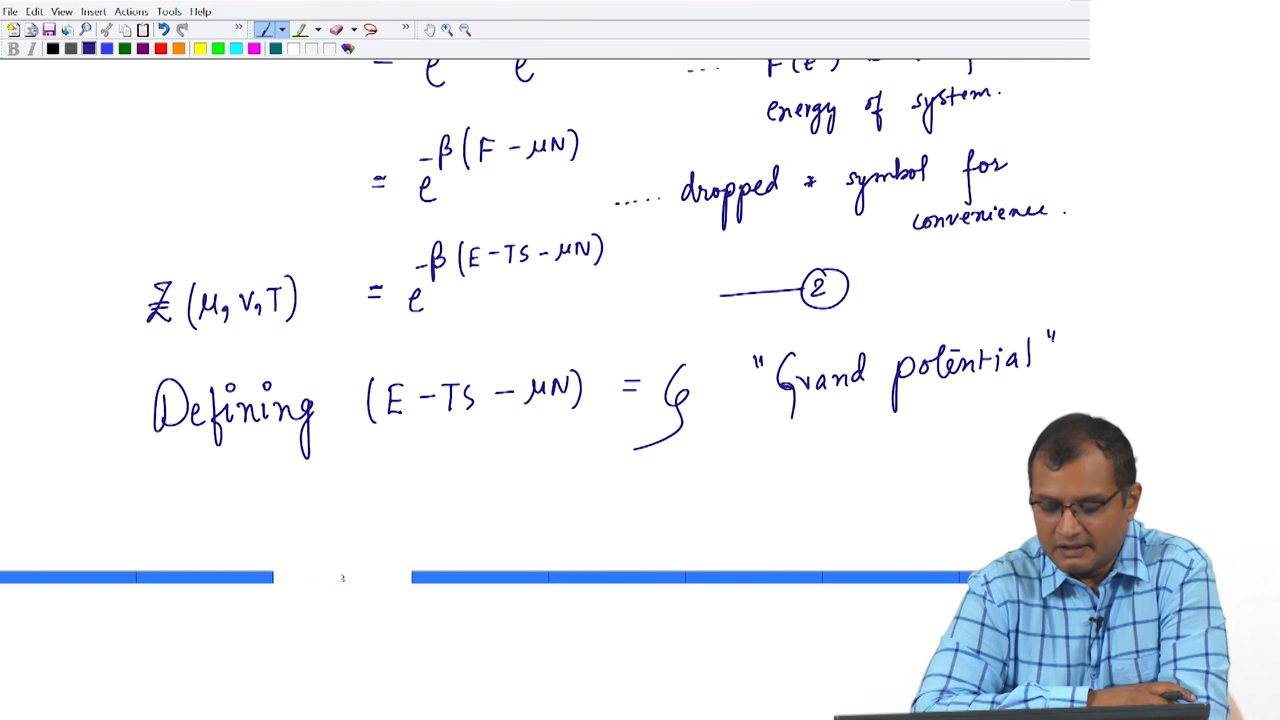 File Edit View Insert Actions Tools Help
B I
= e e ....
energy of system.
= e^{-β(F - μN)} ..... dropped * symbol for
convenience.
Z(μ, V, T) = e^{-β(E - TS - μN)} ——— 2
Defining (E - TS - μN) = G "Grand potential"
3